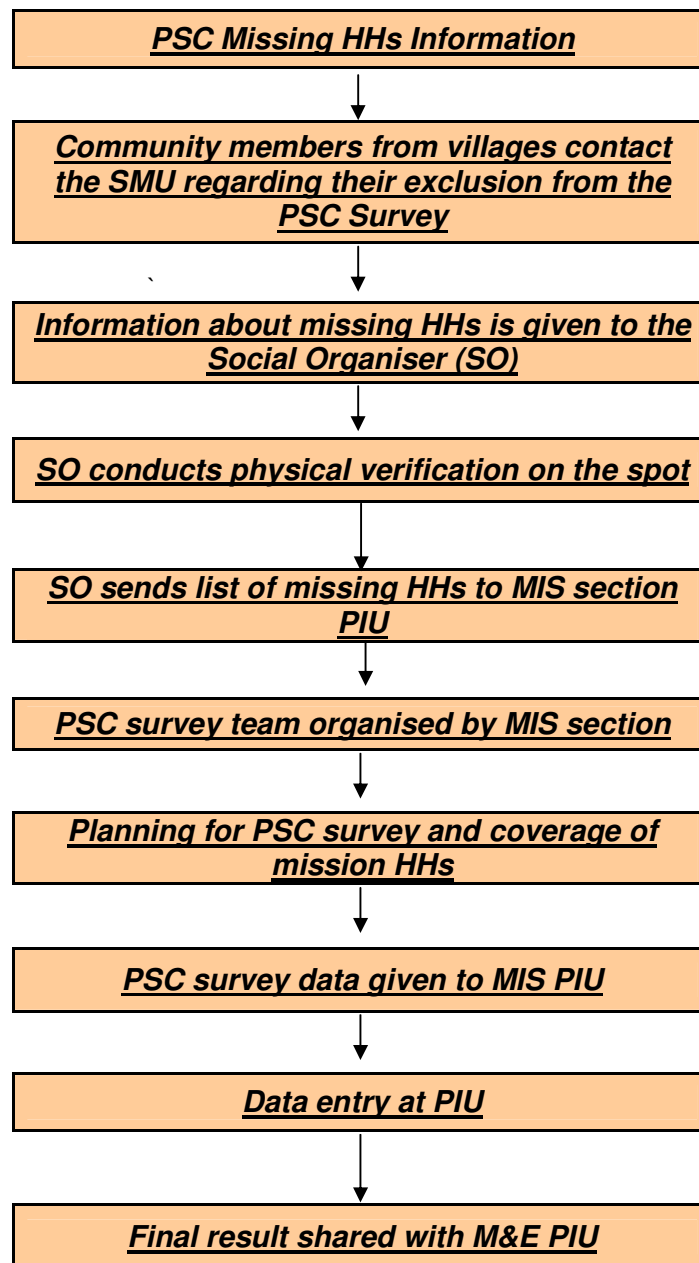 PSC Missing HHs Information
Community members from villages contact
the SMU regarding their exclusion from the
PSC Survey
`
Information about missing HHs is given to the
Social Organiser (SO)
SO conducts physical verification on the spot
SO sends list of missing HHs to MIS section
PIU
PSC survey team organised by MIS section
Planning for PSC survey and coverage of
mission HHs
PSC survey data given to MIS PIU
Data entry at PIU
Final result shared with M&E PIU